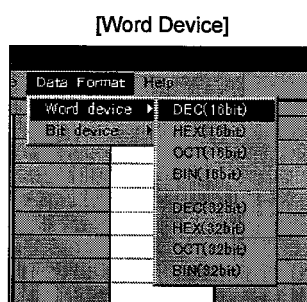 [Word Device]
Data Format Help
Word device
Bit device
DEC(16bit)
HEX(16bit)
OCT(16bit)
BIN(16bit)
DEC(32bit)
HEX(32bit)
OCT(32bit)
BIN(32bit)